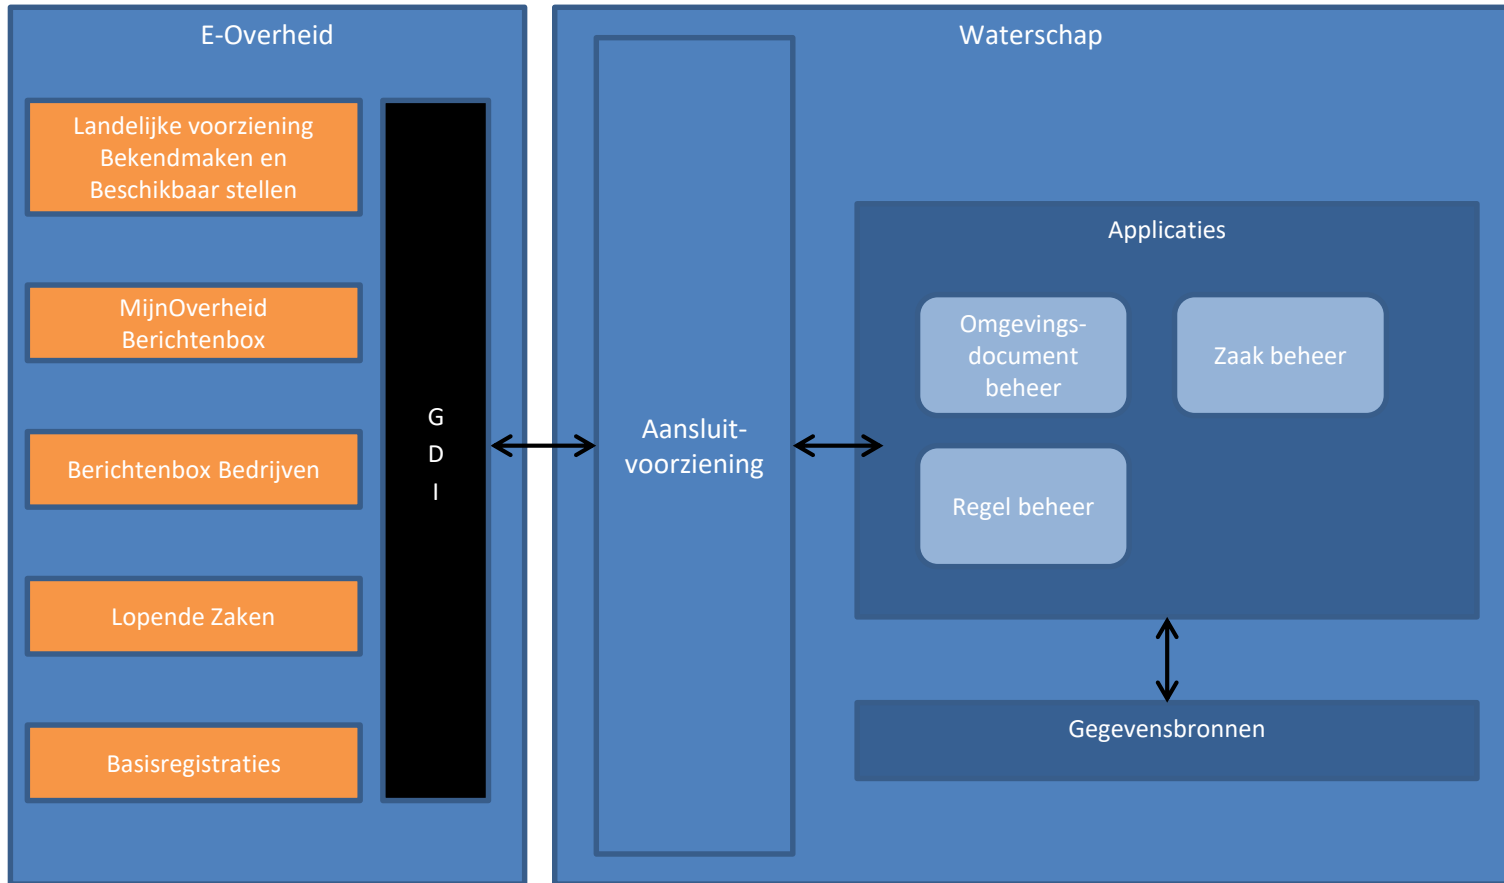 E-Overheid
Landelijke voorziening
Bekendmaken en
Beschikbaar stellen
MijnOverheid
Berichtenbox
Berichtenbox Bedrijven
Lopende Zaken
Basisregistraties
G
D
I
Waterschap
Aansluit-
voorziening
Applicaties
Omgevings-
document
beheer
Zaak beheer
Regel beheer
Gegevensbronnen